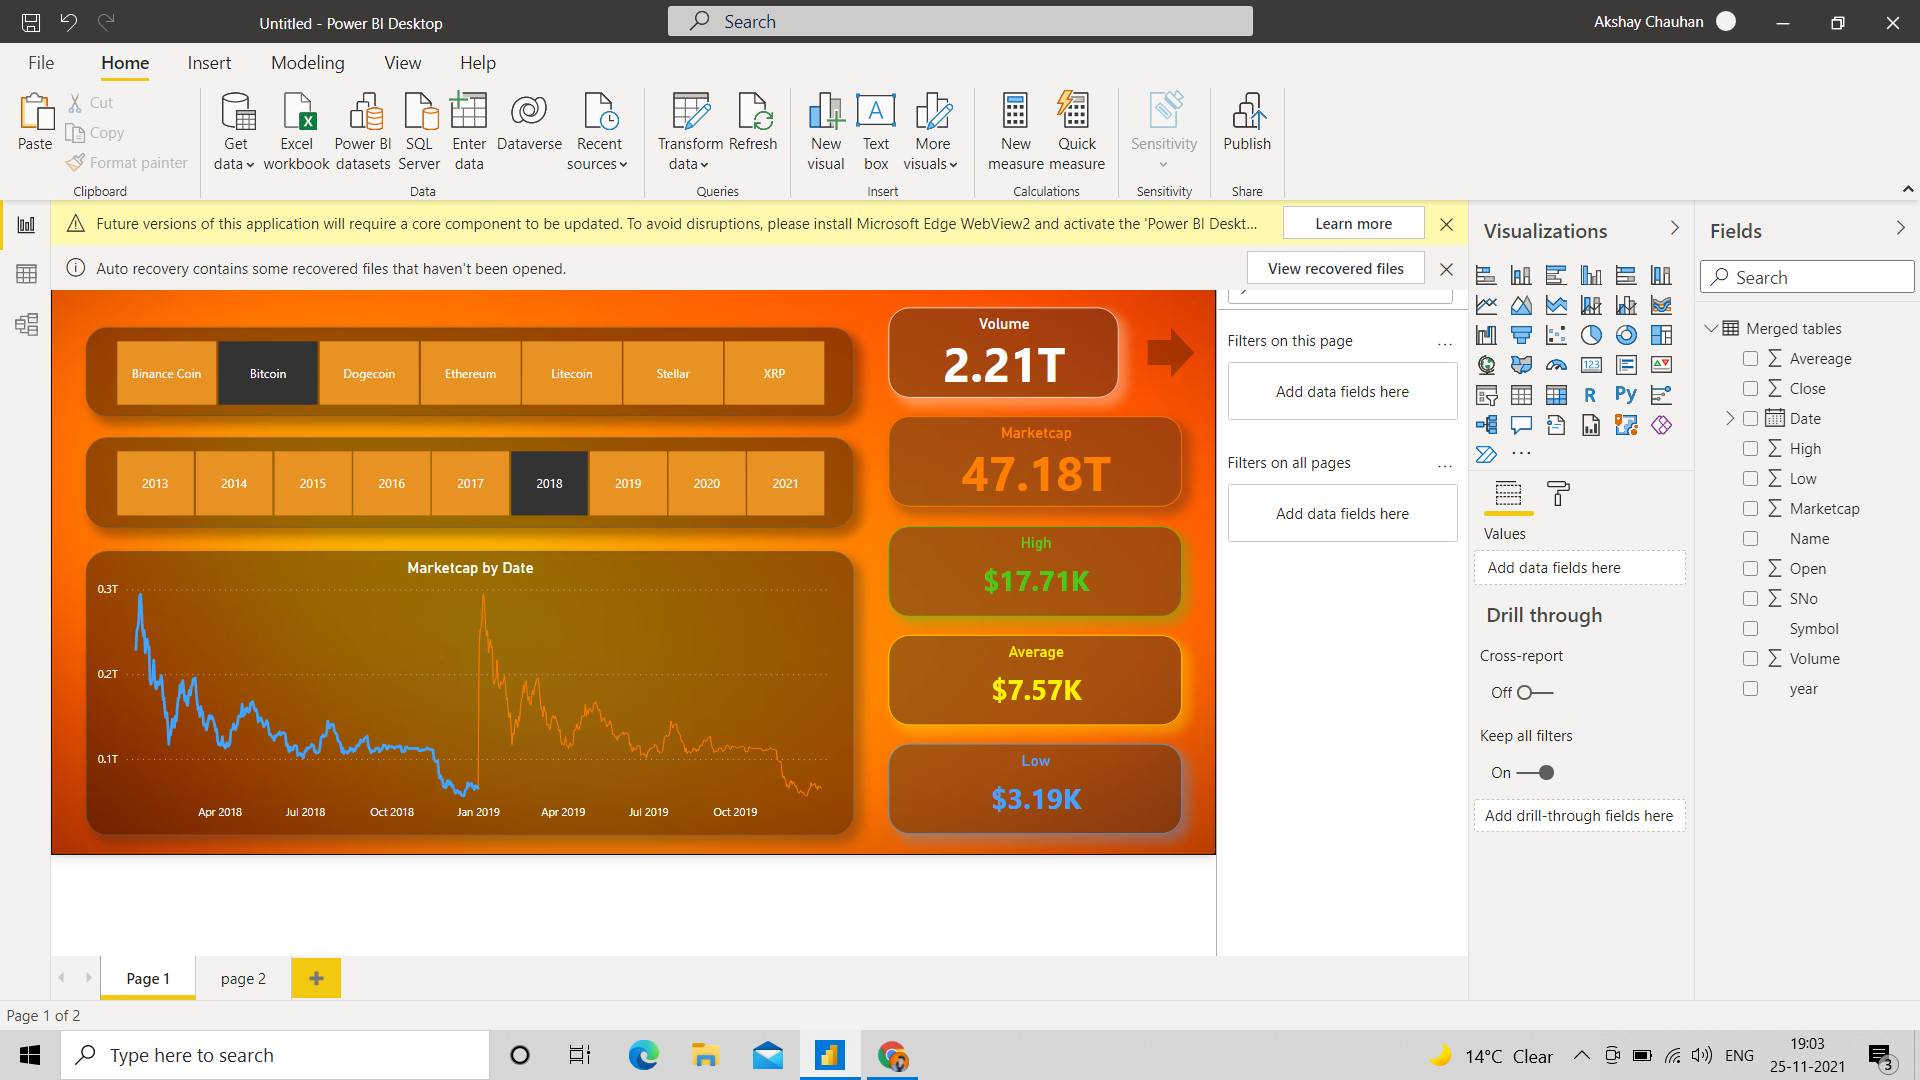 Untitled - Power BI Desktop
Search
Akshay Chauhan
File
Home
Insert
Modeling
View
Help
Paste
Cut
Copy
Format painter
Clipboard
Get data
Excel workbook
Power BI datasets
SQL Server
Enter data
Dataverse
Recent sources
Data
Transform data
Refresh
Queries
New visual
A
Text box
More visuals
Insert
New measure
Quick measure
Calculations
Sensitivity
Sensitivity
Publish
Share
Future versions of this application will require a core component to be updated. To avoid disruptions, please install Microsoft Edge WebView2 and activate the 'Power BI Deskt...
Learn more
Auto recovery contains some recovered files that haven't been opened.
View recovered files
Binance Coin
Bitcoin
Dogecoin
Ethereum
Litecoin
Stellar
XRP
2013
2014
2015
2016
2017
2018
2019
2020
2021
Marketcap by Date
0.3T
0.2T
0.1T
Apr 2018
Jul 2018
Oct 2018
Jan 2019
Apr 2019
Jul 2019
Oct 2019
Volume
2.21T
Marketcap
47.18T
High
$17.71K
Average
$7.57K
Low
$3.19K
Filters on this page
...
Add data fields here
Filters on all pages
...
Add data fields here
Visualizations
123
R
Py
...
Values
Add data fields here
Drill through
Cross-report
Off
Keep all filters
On
Add drill-through fields here
Fields
Search
Merged tables
Avereage
Close
Date
High
Low
Marketcap
Name
Open
SNo
Symbol
Volume
year
Page 1
page 2
+
Page 1 of 2
Type here to search
14°C Clear
ENG
19:03
25-11-2021
3